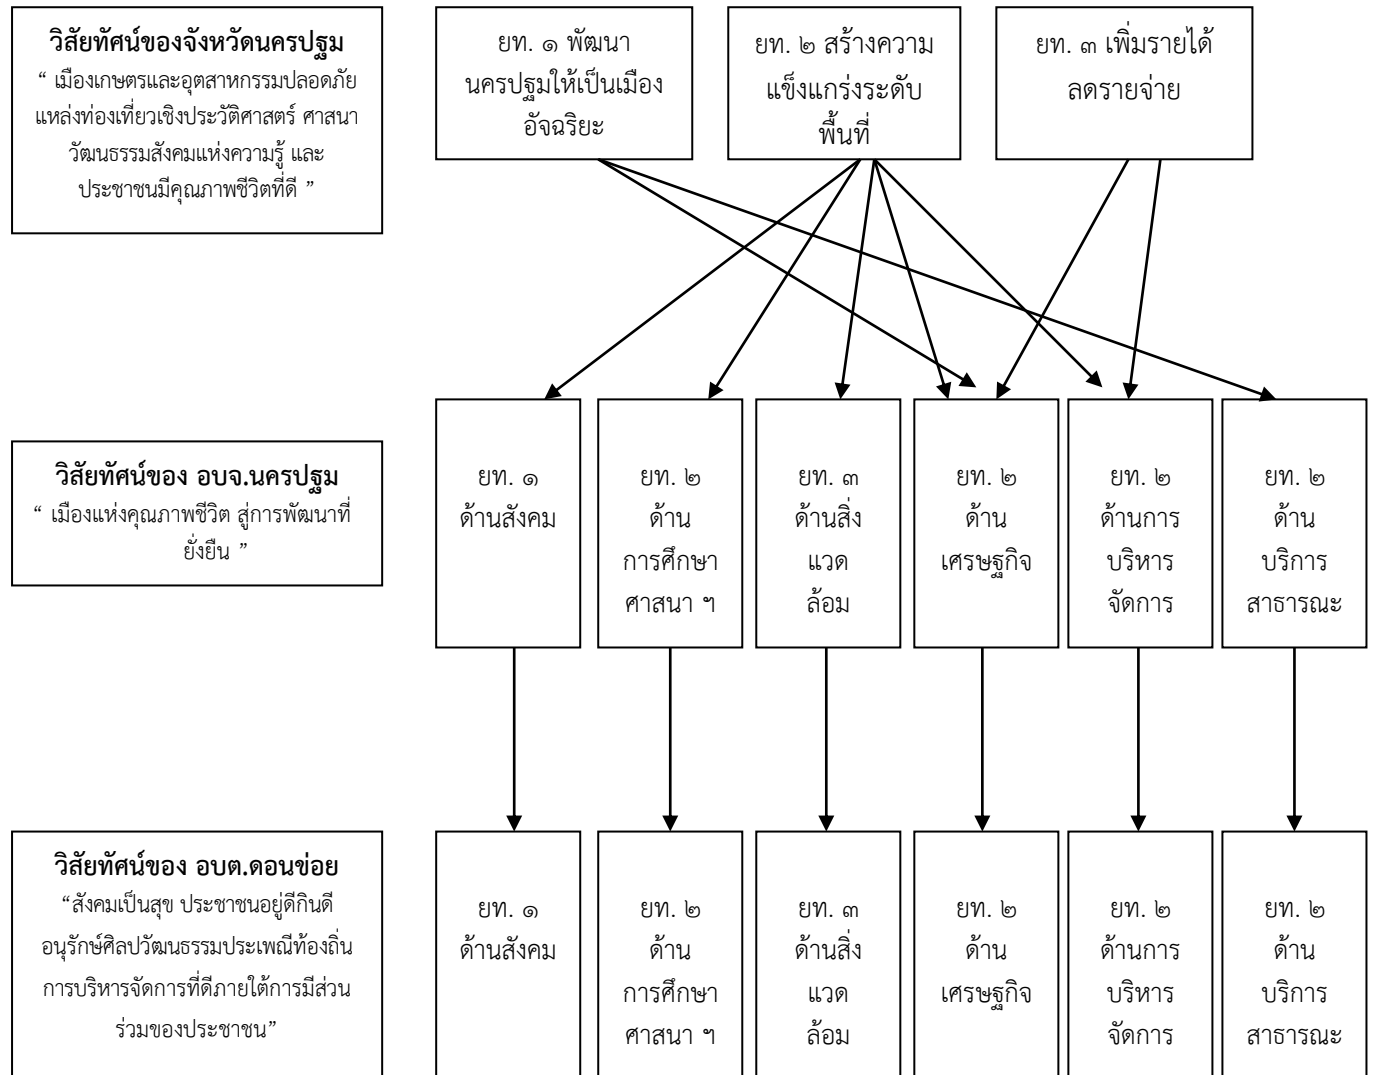 วิสัยทัศน์ของจังหวัดนครปฐม
“ เมืองเกษตรและอุตสาหกรรมปลอดภัย
แหล่งท่องเที่ยวเชิงประวัติศาสตร์ ศาสนา
วัฒนธรรมสังคมแห่งความรู้ และ
ประชาชนมีคุณภาพชีวิตที่ดี ”
ยท. ๑ พัฒนา
นครปฐมให้เป็นเมือง
อัจฉริยะ
ยท. ๒ สร้างความ
แข็งแกร่งระดับ
พื้นที่
ยท. ๓ เพิ่มรายได้
ลดรายจ่าย
วิสัยทัศน์ของ อบจ.นครปฐม
“ เมืองแห่งคุณภาพชีวิต สู่การพัฒนาที่
ยั่งยืน ”
ยท. ๑
ด้านสังคม
ยท. ๒
ด้าน
การศึกษา
ศาสนา ฯ
ยท. ๓
ด้านสิ่ง
แวด
ล้อม
ยท. ๒
ด้าน
เศรษฐกิจ
ยท. ๒
ด้านการ
บริหาร
จัดการ
ยท. ๒
ด้าน
บริการ
สาธารณะ
วิสัยทัศน์ของ อบต.ดอนข่อย
“สังคมเป็นสุข ประชาชนอยู่ดีกินดี
อนุรักษ์ศิลปวัฒนธรรมประเพณีท้องถิ่น
การบริหารจัดการที่ดีภายใต้การมีส่วน
ร่วมของประชาชน”
ยท. ๑
ด้านสังคม
ยท. ๒
ด้าน
การศึกษา
ศาสนา ฯ
ยท. ๓
ด้านสิ่ง
แวด
ล้อม
ยท. ๒
ด้าน
เศรษฐกิจ
ยท. ๒
ด้านการ
บริหาร
จัดการ
ยท. ๒
ด้าน
บริการ
สาธารณะ